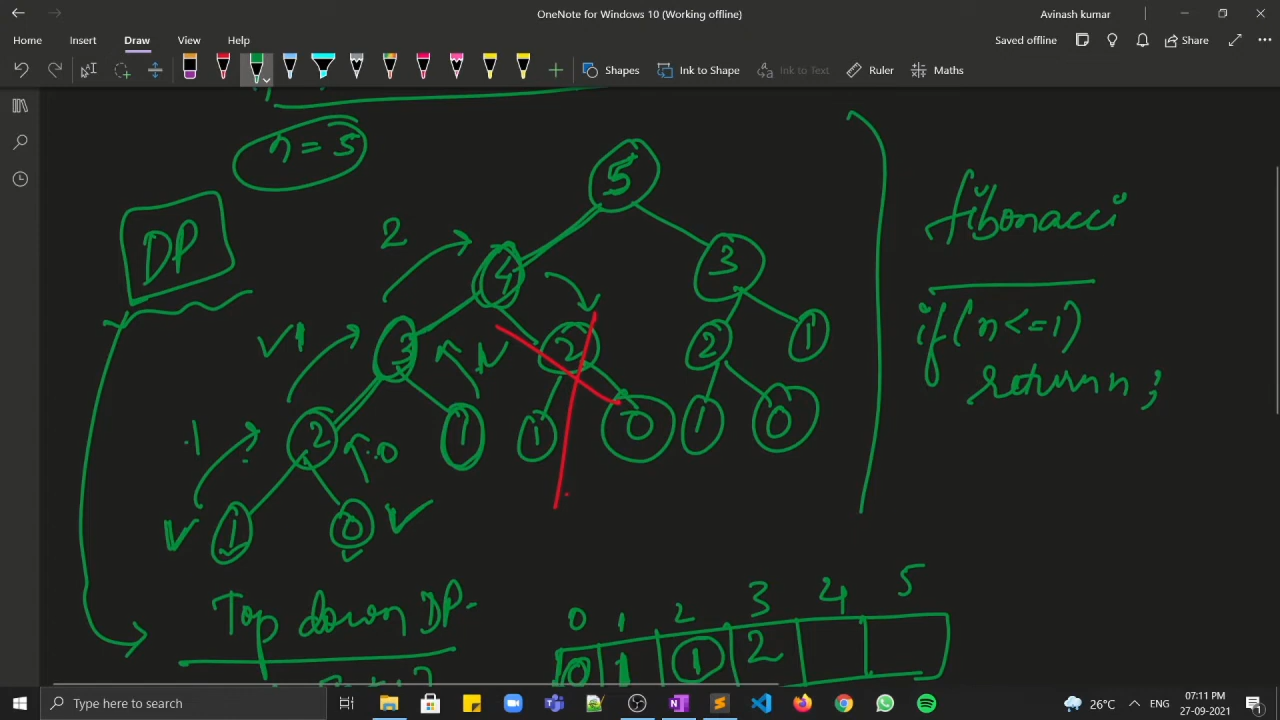 OneNote for Windows 10 (Working offline)
Avinash kumar
Home Insert Draw View Help
Saved offline
Share
Shapes
Ink to Shape
Ink to Text
Ruler
Maths
n = 5
DP
5
4 3
3 2 2 1
2 1 1 0 1 0
1 0
2
1
1
0
fibonacci
if (n<=1)
return n;
Top down DP
0 1 2 3 4 5
0 1 1 2
Type here to search
26°C
ENG
07:11 PM
27-09-2021